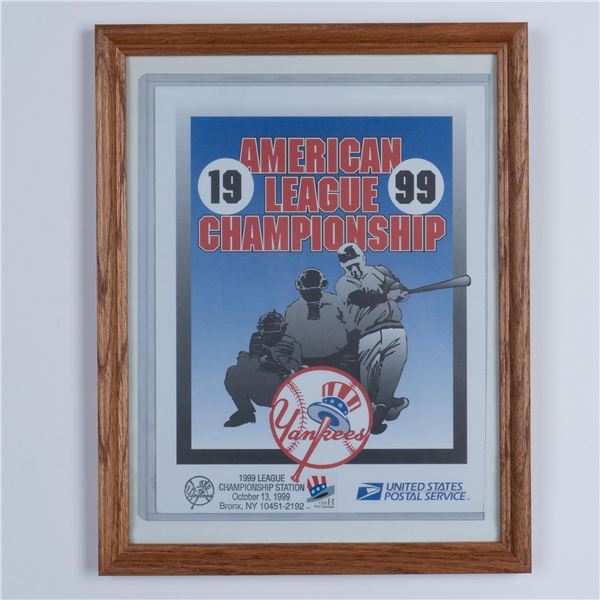 AMERICAN
19 LEAGUE 99
CHAMPIONSHIP
Yankees
1999 LEAGUE
CHAMPIONSHIP STATION
October 13, 1999
Bronx, NY 10451-2192
USA H
UNITED STATES
POSTAL SERVICE